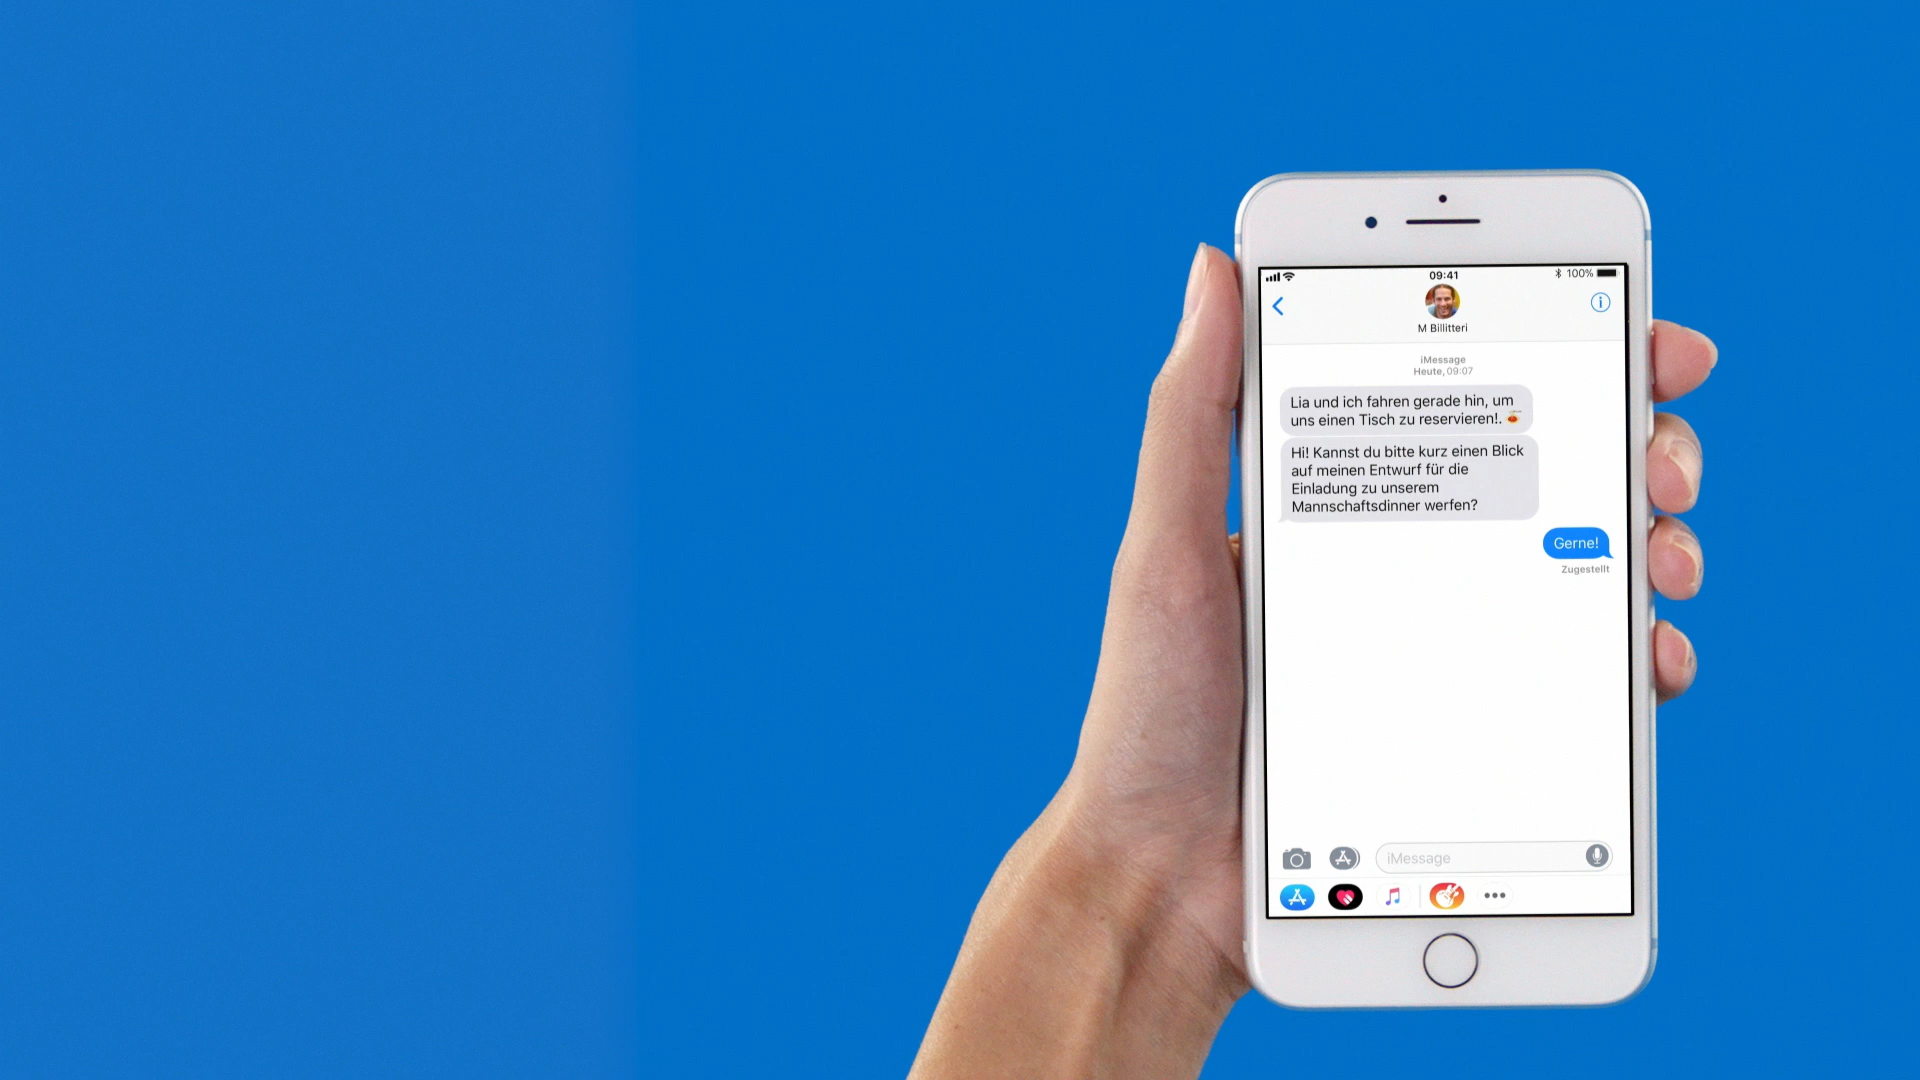 09:41
100%
M Billitteri
iMessage
Heute, 09:07
Lia und ich fahren gerade hin, um
uns einen Tisch zu reservieren!.
Hi! Kannst du bitte kurz einen Blick
auf meinen Entwurf für die
Einladung zu unserem
Mannschaftsdinner werfen?
Gerne!
Zugestellt
iMessage